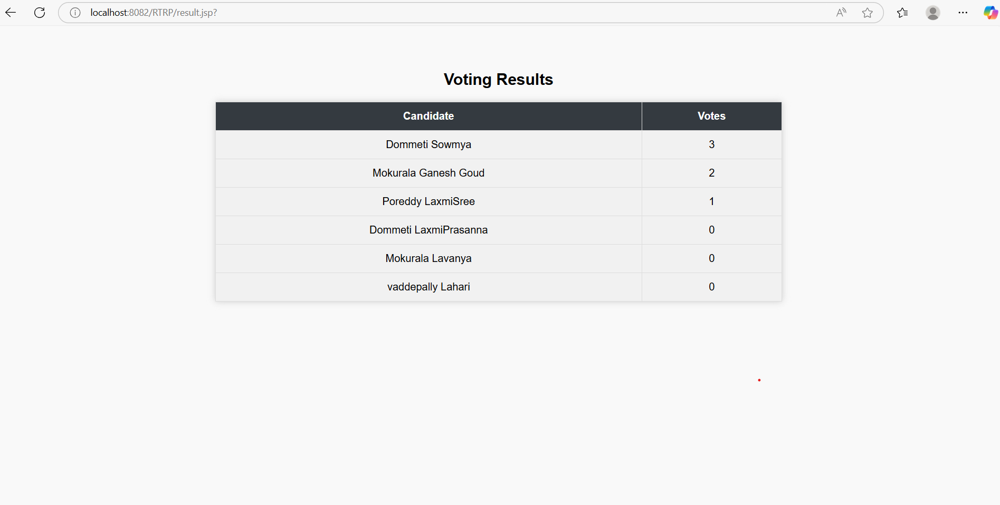 localhost:8082/RTRP/result.jsp?
Voting Results
Candidate Votes
Dommeti Sowmya 3
Mokurala Ganesh Goud 2
Poreddy LaxmiSree 1
Dommeti LaxmiPrasanna 0
Mokurala Lavanya 0
vaddepally Lahari 0